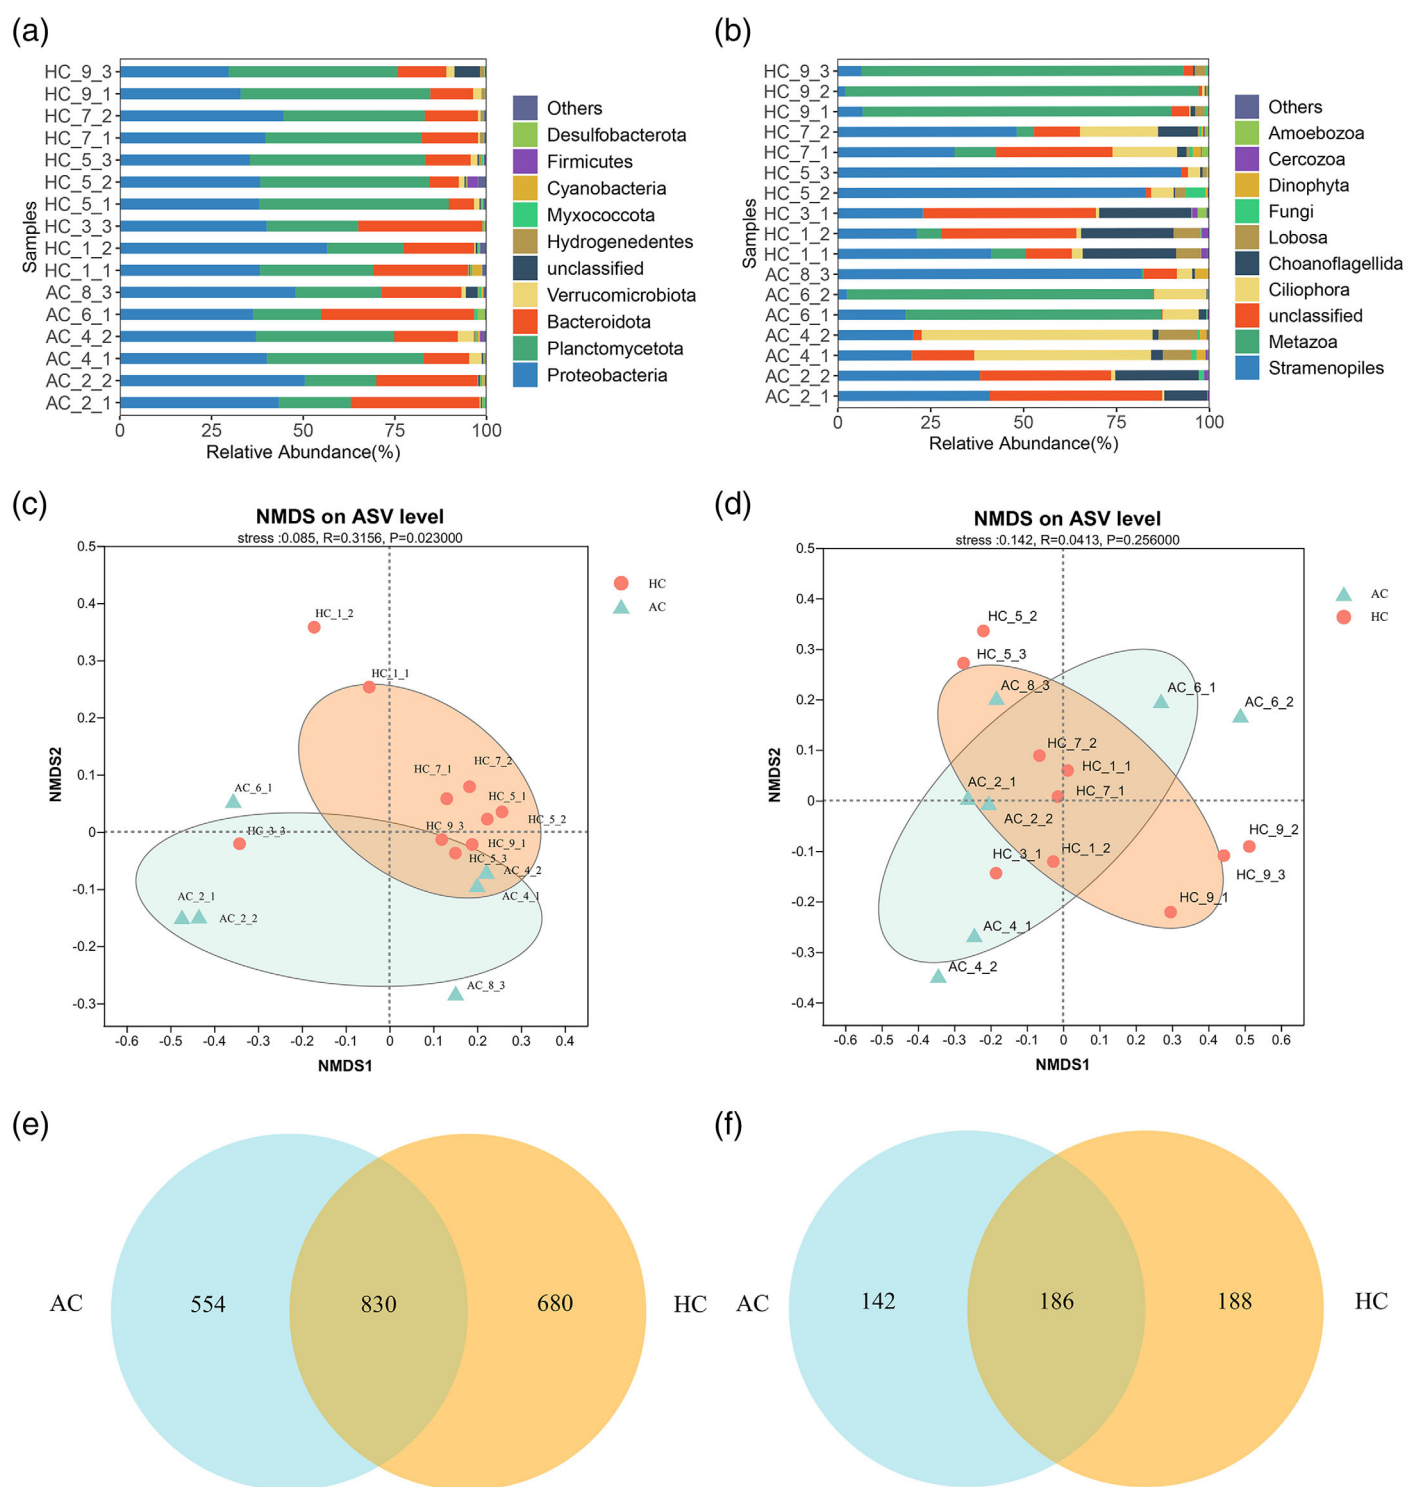 (a)
HC_9_3
HC_9_1
HC_7_2
HC_7_1
HC_5_3
HC_5_2
HC_5_1
HC_3_3
HC_1_2
HC_1_1
AC_8_3
AC_6_1
AC_4_2
AC_4_1
AC_2_2
AC_2_1
Samples
0 25 50 75 100
Relative Abundance(%)
Others
Desulfobacterota
Firmicutes
Cyanobacteria
Myxococcota
Hydrogenedentes
unclassified
Verrucomicrobiota
Bacteroidota
Planctomycetota
Proteobacteria
(b)
HC_9_3
HC_9_2
HC_9_1
HC_7_2
HC_7_1
HC_5_3
HC_5_2
HC_3_1
HC_1_2
HC_1_1
AC_8_3
AC_6_2
AC_6_1
AC_4_2
AC_4_1
AC_2_2
AC_2_1
Samples
0 25 50 75 100
Relative Abundance(%)
Others
Amoebozoa
Cercozoa
Dinophyta
Fungi
Lobosa
Choanoflagellida
Ciliophora
unclassified
Metazoa
Stramenopiles
(c)
NMDS on ASV level
stress :0.085, R=0.3156, P=0.023000
0.5
0.4
0.3
0.2
0.1
0
-0.1
-0.2
-0.3
NMDS2
HC_1_2
HC_1_1
HC_7_2
HC_7_1
AC_6_1
HC_5_1
HC_5_2
HC_9_3
HC_3_3
HC_9_1
HC_5_3
AC_4_2
AC_4_1
AC_2_1
AC_2_2
AC_8_3
-0.6 -0.5 -0.4 -0.3 -0.2 -0.1 0 0.1 0.2 0.3 0.4
NMDS1
HC
AC
(d)
NMDS on ASV level
stress :0.142, R=0.0413, P=0.256000
0.5
0.4
0.3
0.2
0.1
0
-0.1
-0.2
-0.3
-0.4
NMDS2
HC_5_2
HC_5_3
AC_8_3
AC_6_1
AC_6_2
HC_7_2
HC_1_1
AC_2_1
HC_7_1
AC_2_2
HC_9_2
HC_3_1
HC_1_2
HC_9_3
HC_9_1
AC_4_1
AC_4_2
-0.6 -0.5 -0.4 -0.3 -0.2 -0.1 0 0.1 0.2 0.3 0.4 0.5 0.6
NMDS1
AC
HC
(e)
AC 554 830 680 HC
(f)
AC 142 186 188 HC